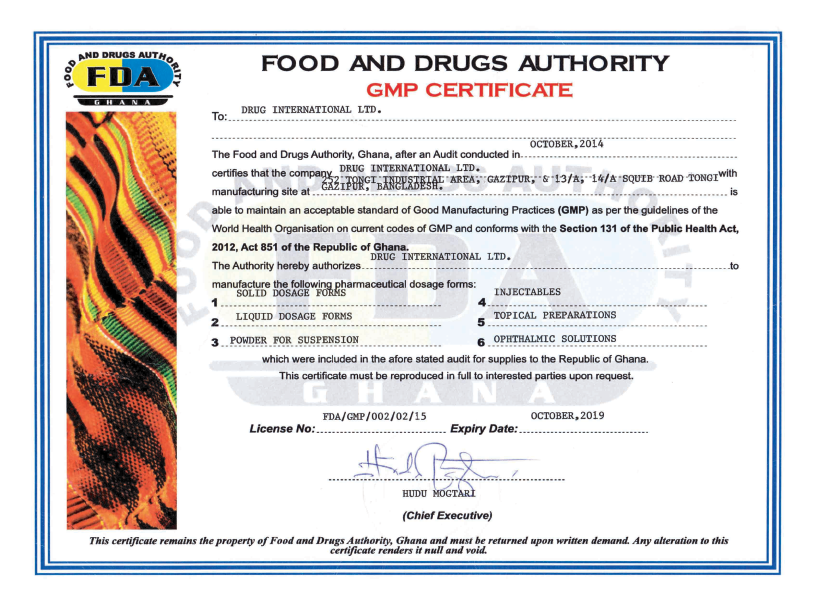 FOOD AND DRUGS AUTHORITY
FDA
GHANA
FOOD AND DRUGS AUTHORITY
GMP CERTIFICATE
To: DRUG INTERNATIONAL LTD.
The Food and Drugs Authority, Ghana, after an Audit conducted in OCTOBER,2014
certifies that the company DRUG INTERNATIONAL LTD. with
manufacturing site at 252 TONGI INDUSTRIAL AREA, GAZIPUR, & 13/A, 14/A SQUIB ROAD TONGI
GAZIPUR, BANGLADESH. is
able to maintain an acceptable standard of Good Manufacturing Practices (GMP) as per the guidelines of the
World Health Organisation on current codes of GMP and conforms with the Section 131 of the Public Health Act,
2012, Act 851 of the Republic of Ghana.
The Authority hereby authorizes DRUG INTERNATIONAL LTD. to
manufacture the following pharmaceutical dosage forms:
1 SOLID DOSAGE FORMS 4 INJECTABLES
2 LIQUID DOSAGE FORMS 5 TOPICAL PREPARATIONS
3 POWDER FOR SUSPENSION 6 OPHTHALMIC SOLUTIONS
which were included in the afore stated audit for supplies to the Republic of Ghana.
This certificate must be reproduced in full to interested parties upon request.
FOOD AND DRUGS AUTHORITY
FDA
GHANA
License No: FDA/GMP/002/02/15 Expiry Date: OCTOBER,2019
HUDU MOGTARI
(Chief Executive)
This certificate remains the property of Food and Drugs Authority, Ghana and must be returned upon written demand. Any alteration to this
certificate renders it null and void.